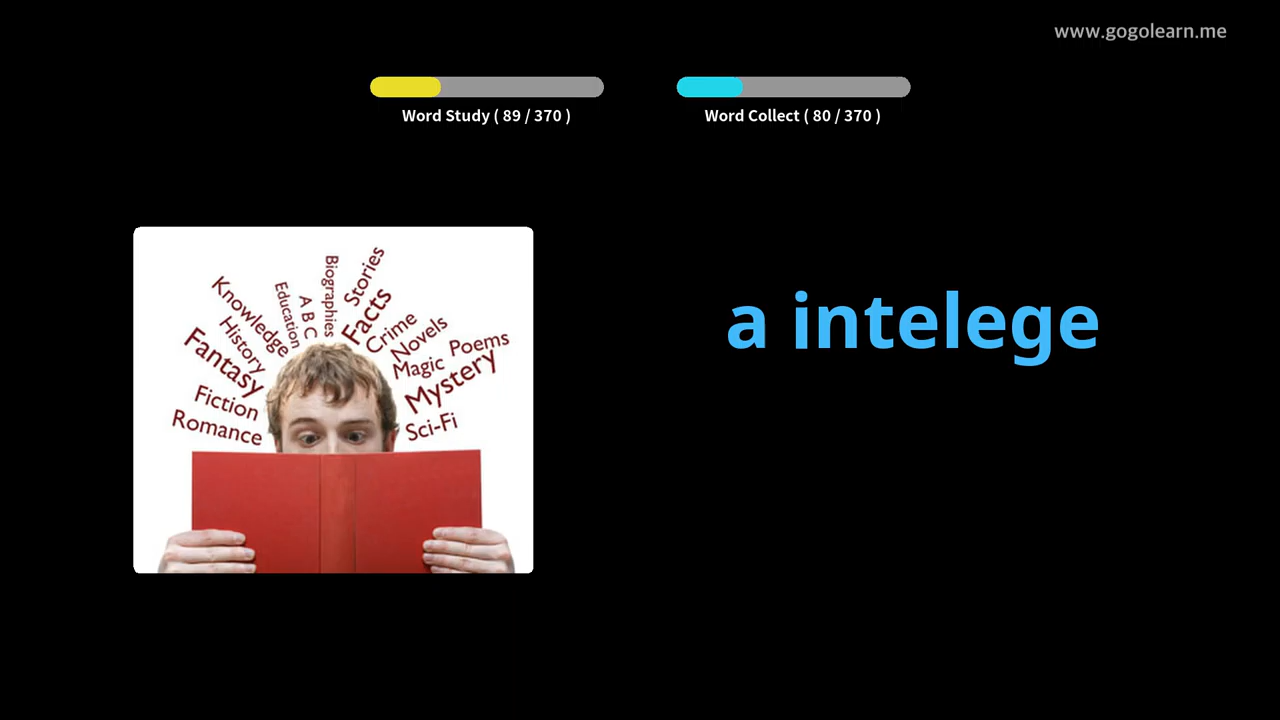 www.gogolearn.me
Word Study ( 89 / 370 )
Word Collect ( 80 / 370 )
a intelege
Biographies
Stories
Education
A B C
Facts
Knowledge
Crime
History
Novels
Poems
Fantasy
Magic
Mystery
Fiction
Romance
Sci-Fi